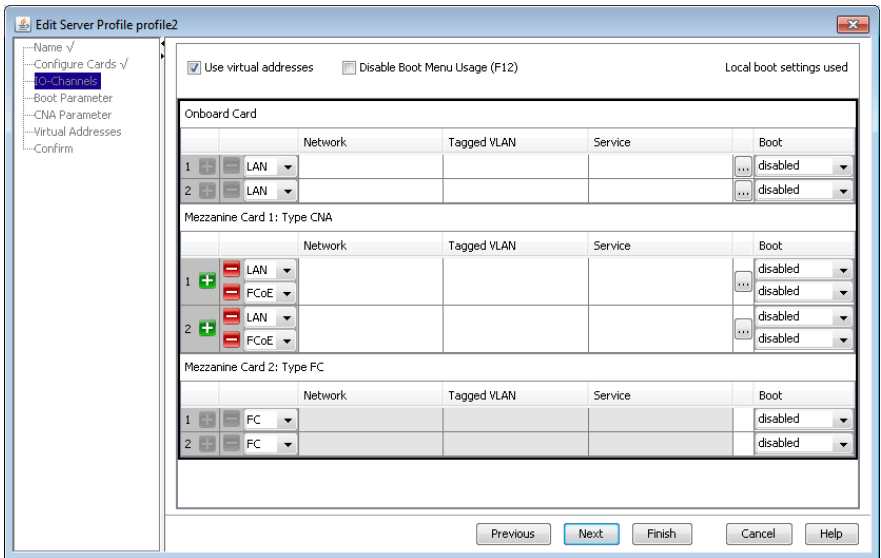 Edit Server Profile profile2
Name √
Configure Cards √
IO-Channels
Boot Parameter
CNA Parameter
Virtual Addresses
Confirm
Use virtual addresses Disable Boot Menu Usage (F12) Local boot settings used
Onboard Card
Network Tagged VLAN Service Boot
1 LAN ... disabled
2 LAN ... disabled
Mezzanine Card 1: Type CNA
Network Tagged VLAN Service Boot
1 LAN ... disabled
FCoE disabled
2 LAN ... disabled
FCoE disabled
Mezzanine Card 2: Type FC
Network Tagged VLAN Service Boot
1 FC disabled
2 FC disabled
Previous Next Finish Cancel Help